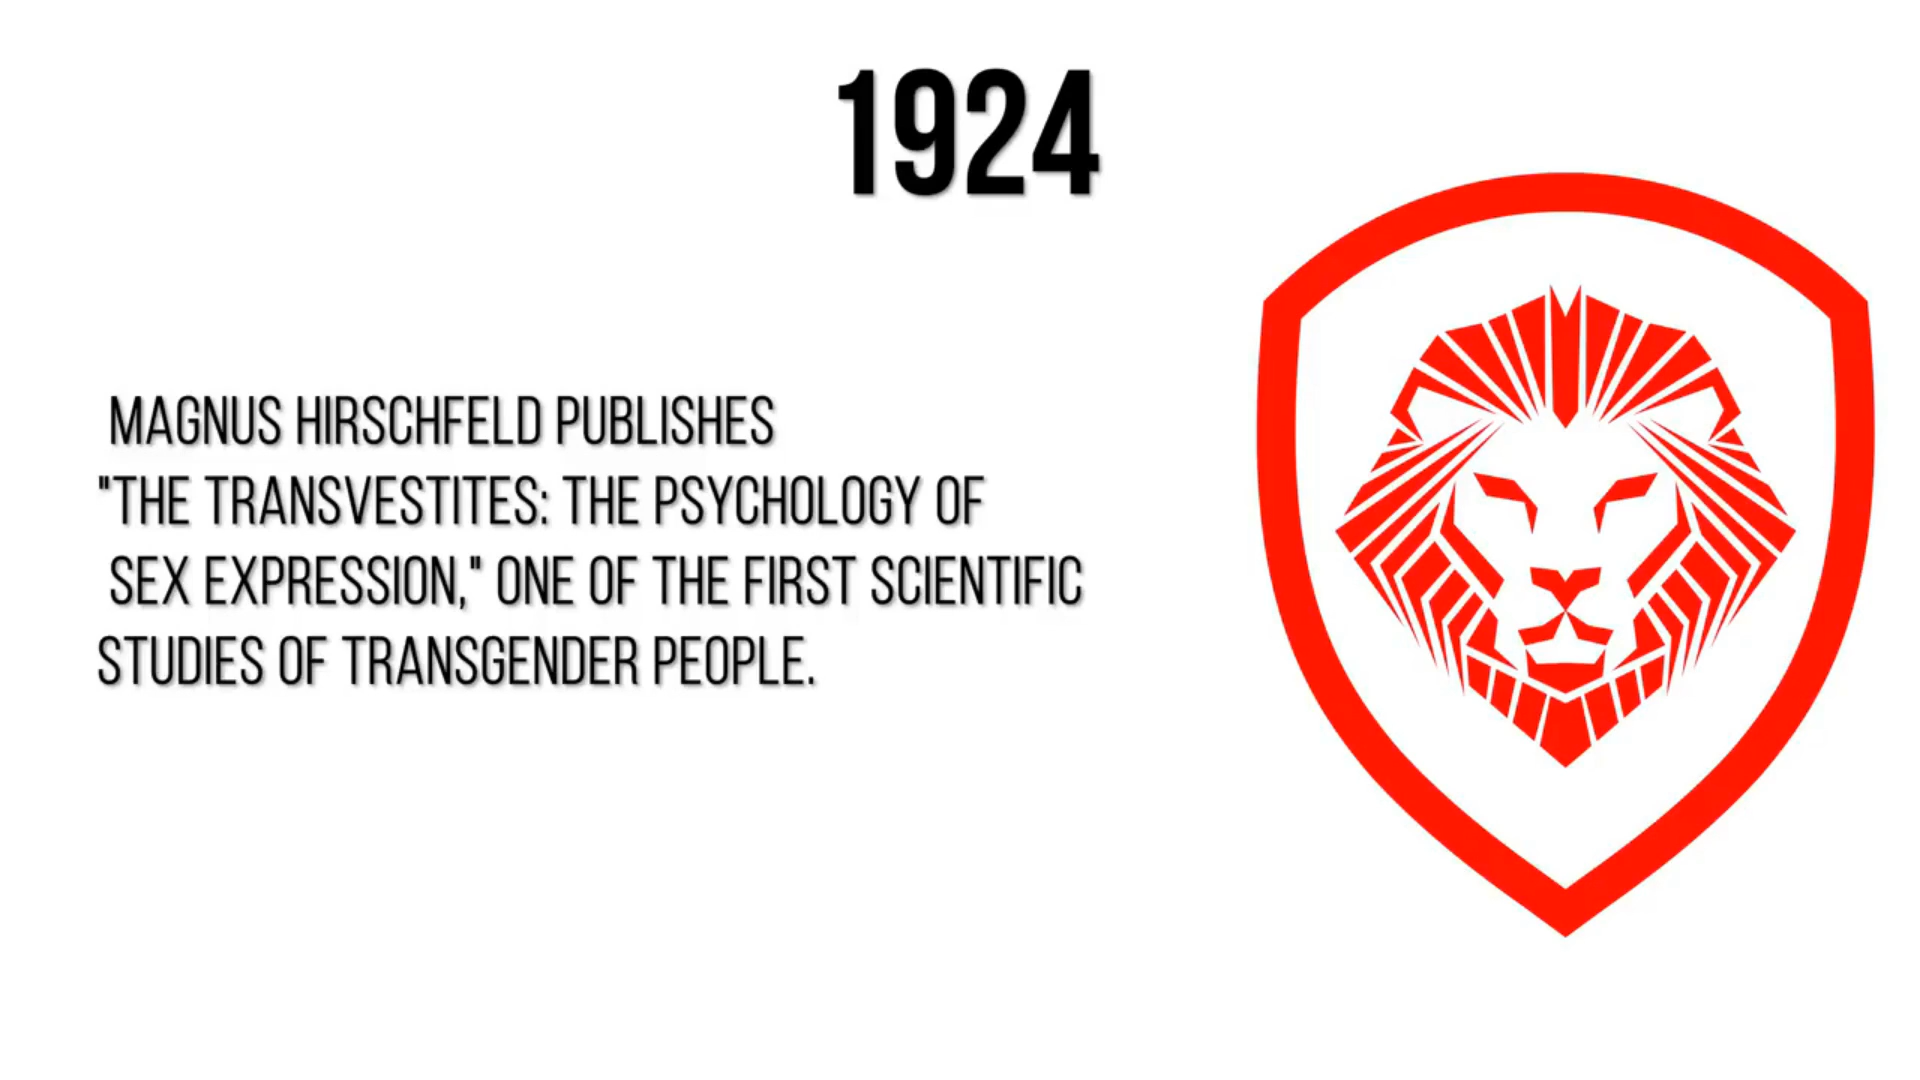 1924
MAGNUS HIRSCHFELD PUBLISHES
"THE TRANSVESTITES: THE PSYCHOLOGY OF
SEX EXPRESSION," ONE OF THE FIRST SCIENTIFIC
STUDIES OF TRANSGENDER PEOPLE.